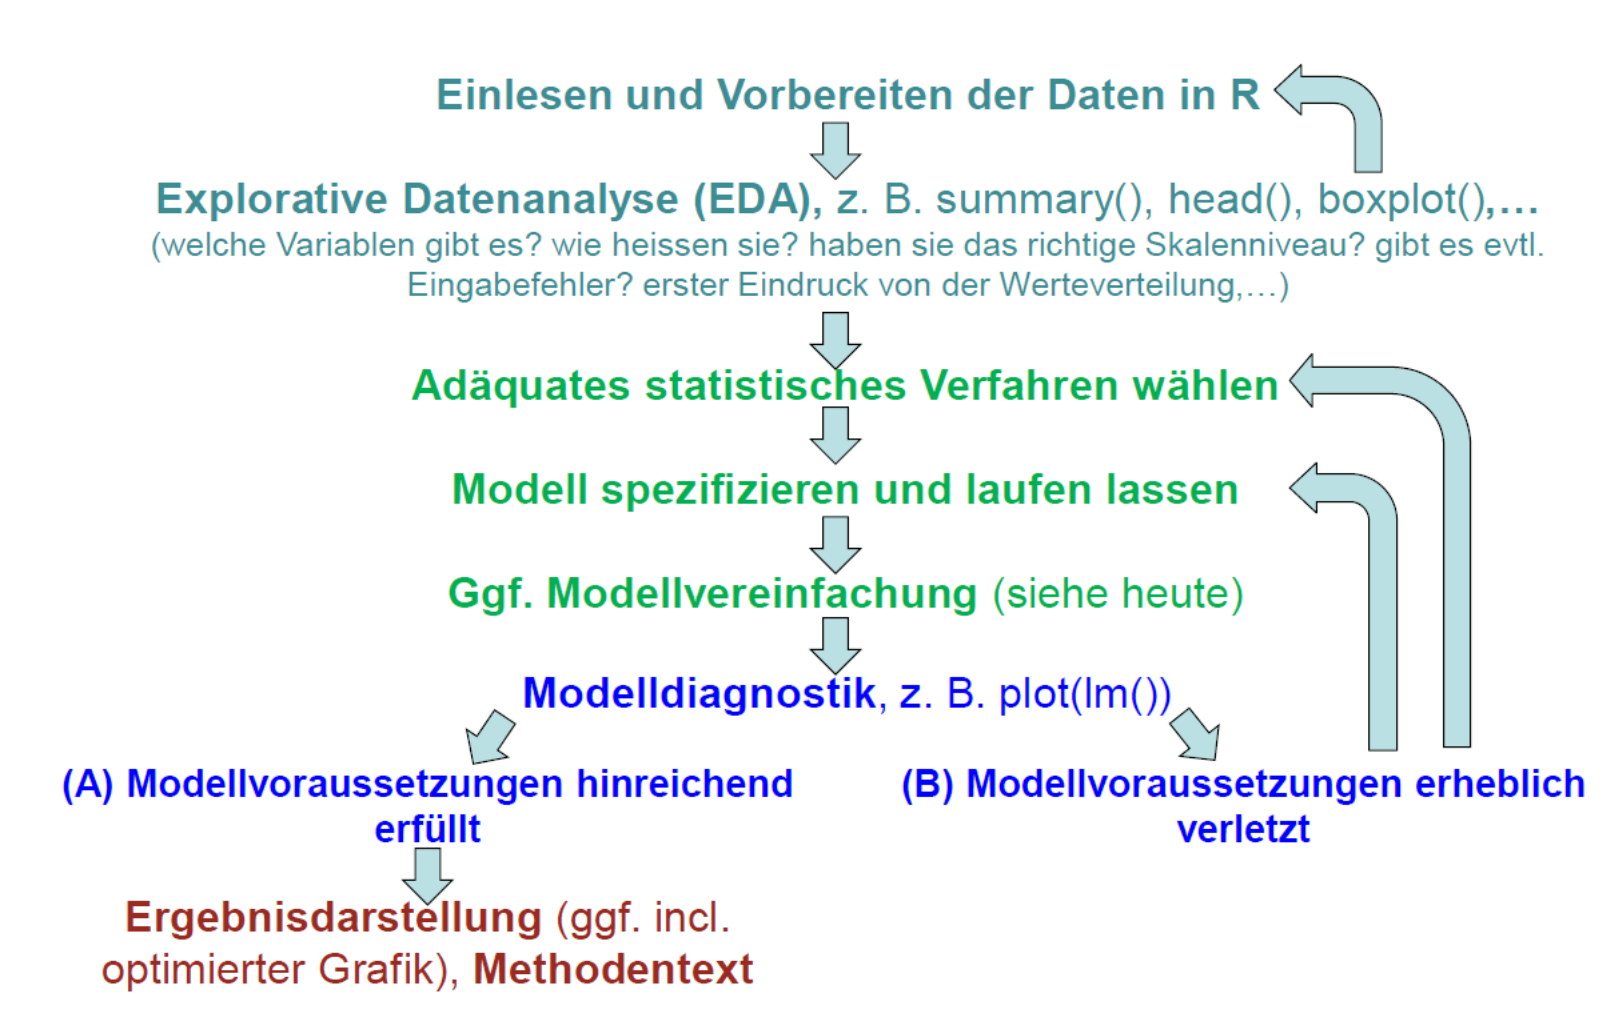 Einlesen und Vorbereiten der Daten in R
Explorative Datenanalyse (EDA), z. B. summary(), head(), boxplot(),…
(welche Variablen gibt es? wie heissen sie? haben sie das richtige Skalenniveau? gibt es evtl.
Eingabefehler? erster Eindruck von der Werteverteilung,…)
Adäquates statistisches Verfahren wählen
Modell spezifizieren und laufen lassen
Ggf. Modellvereinfachung (siehe heute)
Modelldiagnostik, z. B. plot(lm())
(A) Modellvoraussetzungen hinreichend
erfüllt
(B) Modellvoraussetzungen erheblich
verletzt
Ergebnisdarstellung (ggf. incl.
optimierter Grafik), Methodentext